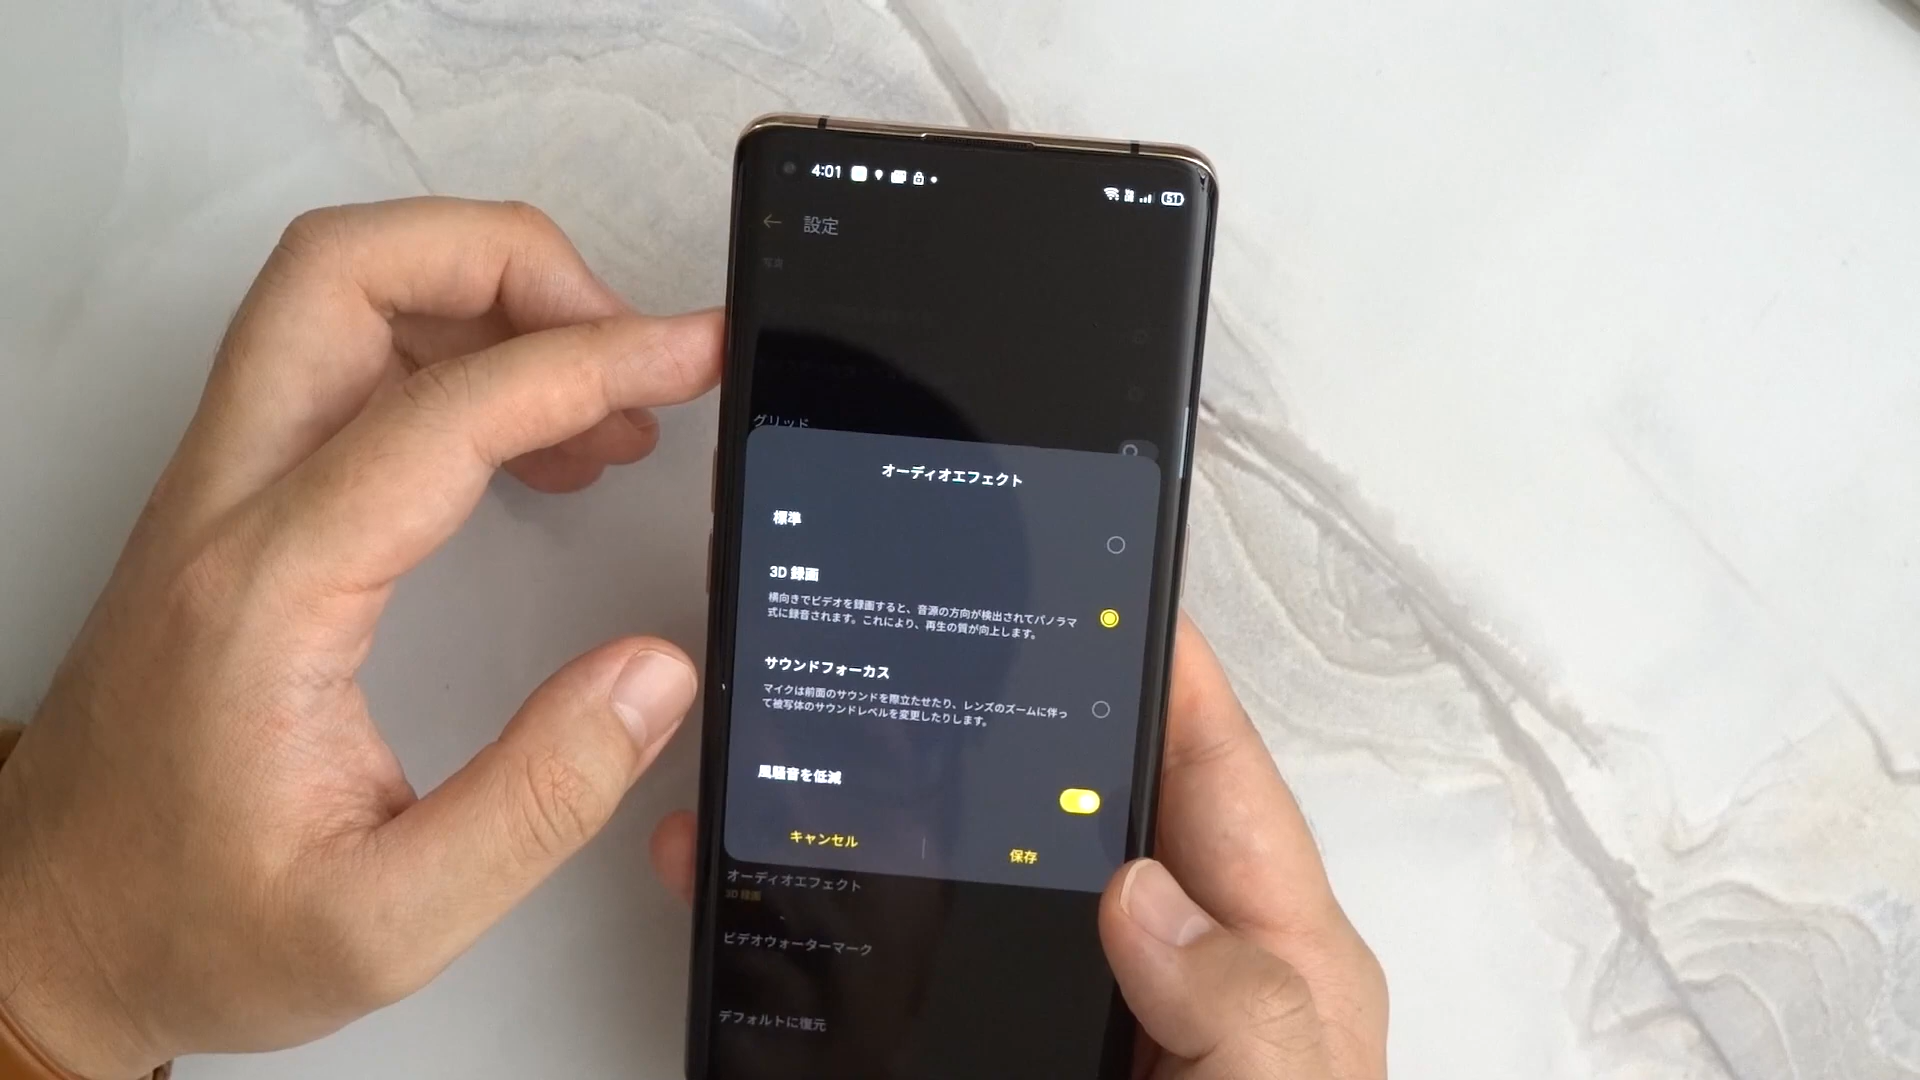 4:01
51
設定
写真
グリッド
オーディオエフェクト
標準
3D 録画
横向きでビデオを録画すると、音源の方向が検出されてパノラマ
式に録音されます。これにより、再生の質が向上します。
サウンドフォーカス
マイクは前面のサウンドを際立たせたり、レンズのズームに伴っ
て被写体のサウンドレベルを変更したりします。
風騒音を低減
キャンセル
保存
オーディオエフェクト
3D 録画
ビデオウォーターマーク
デフォルトに復元